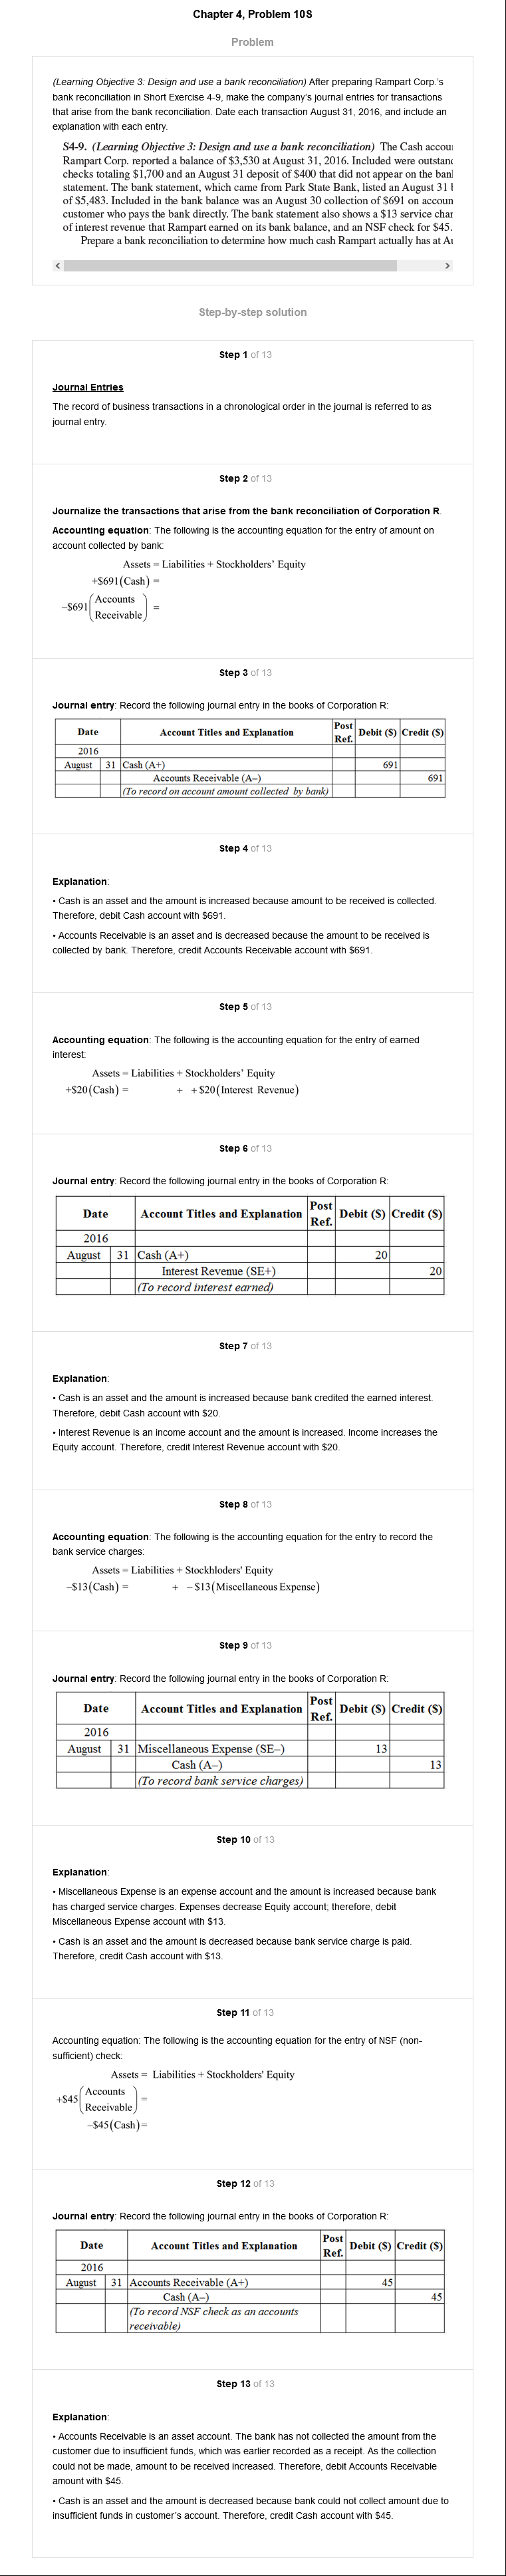 Chapter 4, Problem 10S
Problem
(Learning Objective 3: Design and use a bank reconciliation) After preparing Rampart Corp.'s
bank reconciliation in Short Exercise 4-9, make the company's journal entries for transactions
that arise from the bank reconciliation. Date each transaction August 31, 2016, and include an
explanation with each entry.
S4-9. (Learning Objective 3: Design and use a bank reconciliation) The Cash accou
Rampart Corp. reported a balance of $3,530 at August 31, 2016. Included were outstand
checks totaling $1,700 and an August 31 deposit of $400 that did not appear on the ban
statement. The bank statement, which came from Park State Bank, listed an August 31
of $5,483. Included in the bank balance was an August 30 collection of $691 on accoun
customer who pays the bank directly. The bank statement also shows a $13 service char
of interest revenue that Rampart earned on its bank balance, and an NSF check for $45.
Prepare a bank reconciliation to determine how much cash Rampart actually has at Au
Step-by-step solution
Step 1 of 13
Journal Entries
The record of business transactions in a chronological order in the journal is referred to as
journal entry.
Step 2 of 13
Journalize the transactions that arise from the bank reconciliation of Corporation R.
Accounting equation: The following is the accounting equation for the entry of amount on
account collected by bank:
Assets = Liabilities + Stockholders' Equity
+$691(Cash) =
–$691(Accounts Receivable) =
Step 3 of 13
Journal entry: Record the following journal entry in the books of Corporation R:
Date Account Titles and Explanation Post Ref. Debit ($) Credit ($)
2016
August 31 Cash (A+) 691
Accounts Receivable (A–) 691
(To record on account amount collected by bank)
Step 4 of 13
Explanation:
• Cash is an asset and the amount is increased because amount to be received is collected.
Therefore, debit Cash account with $691.
• Accounts Receivable is an asset and is decreased because the amount to be received is
collected by bank. Therefore, credit Accounts Receivable account with $691.
Step 5 of 13
Accounting equation: The following is the accounting equation for the entry of earned
interest:
Assets = Liabilities + Stockholders' Equity
+$20(Cash) = + +$20(Interest Revenue)
Step 6 of 13
Journal entry: Record the following journal entry in the books of Corporation R:
Date Account Titles and Explanation Post Ref. Debit ($) Credit ($)
2016
August 31 Cash (A+) 20
Interest Revenue (SE+) 20
(To record interest earned)
Step 7 of 13
Explanation:
• Cash is an asset and the amount is increased because bank credited the earned interest.
Therefore, debit Cash account with $20.
• Interest Revenue is an income account and the amount is increased. Income increases the
Equity account. Therefore, credit Interest Revenue account with $20.
Step 8 of 13
Accounting equation: The following is the accounting equation for the entry to record the
bank service charges:
Assets = Liabilities + Stockhloders' Equity
–$13(Cash) = + –$13(Miscellaneous Expense)
Step 9 of 13
Journal entry: Record the following journal entry in the books of Corporation R:
Date Account Titles and Explanation Post Ref. Debit ($) Credit ($)
2016
August 31 Miscellaneous Expense (SE–) 13
Cash (A–) 13
(To record bank service charges)
Step 10 of 13
Explanation:
• Miscellaneous Expense is an expense account and the amount is increased because bank
has charged service charges. Expenses decrease Equity account; therefore, debit
Miscellaneous Expense account with $13.
• Cash is an asset and the amount is decreased because bank service charge is paid.
Therefore, credit Cash account with $13.
Step 11 of 13
Accounting equation: The following is the accounting equation for the entry of NSF (non-
sufficient) check:
Assets = Liabilities + Stockholders' Equity
+$45(Accounts Receivable) =
–$45(Cash) =
Step 12 of 13
Journal entry: Record the following journal entry in the books of Corporation R:
Date Account Titles and Explanation Post Ref. Debit ($) Credit ($)
2016
August 31 Accounts Receivable (A+) 45
Cash (A–) 45
(To record NSF check as an accounts
receivable)
Step 13 of 13
Explanation:
• Accounts Receivable is an asset account. The bank has not collected the amount from the
customer due to insufficient funds, which was earlier recorded as a receipt. As the collection
could not be made, amount to be received increased. Therefore, debit Accounts Receivable
amount with $45.
• Cash is an asset and the amount is decreased because bank could not collect amount due to
insufficient funds in customer's account. Therefore, credit Cash account with $45.